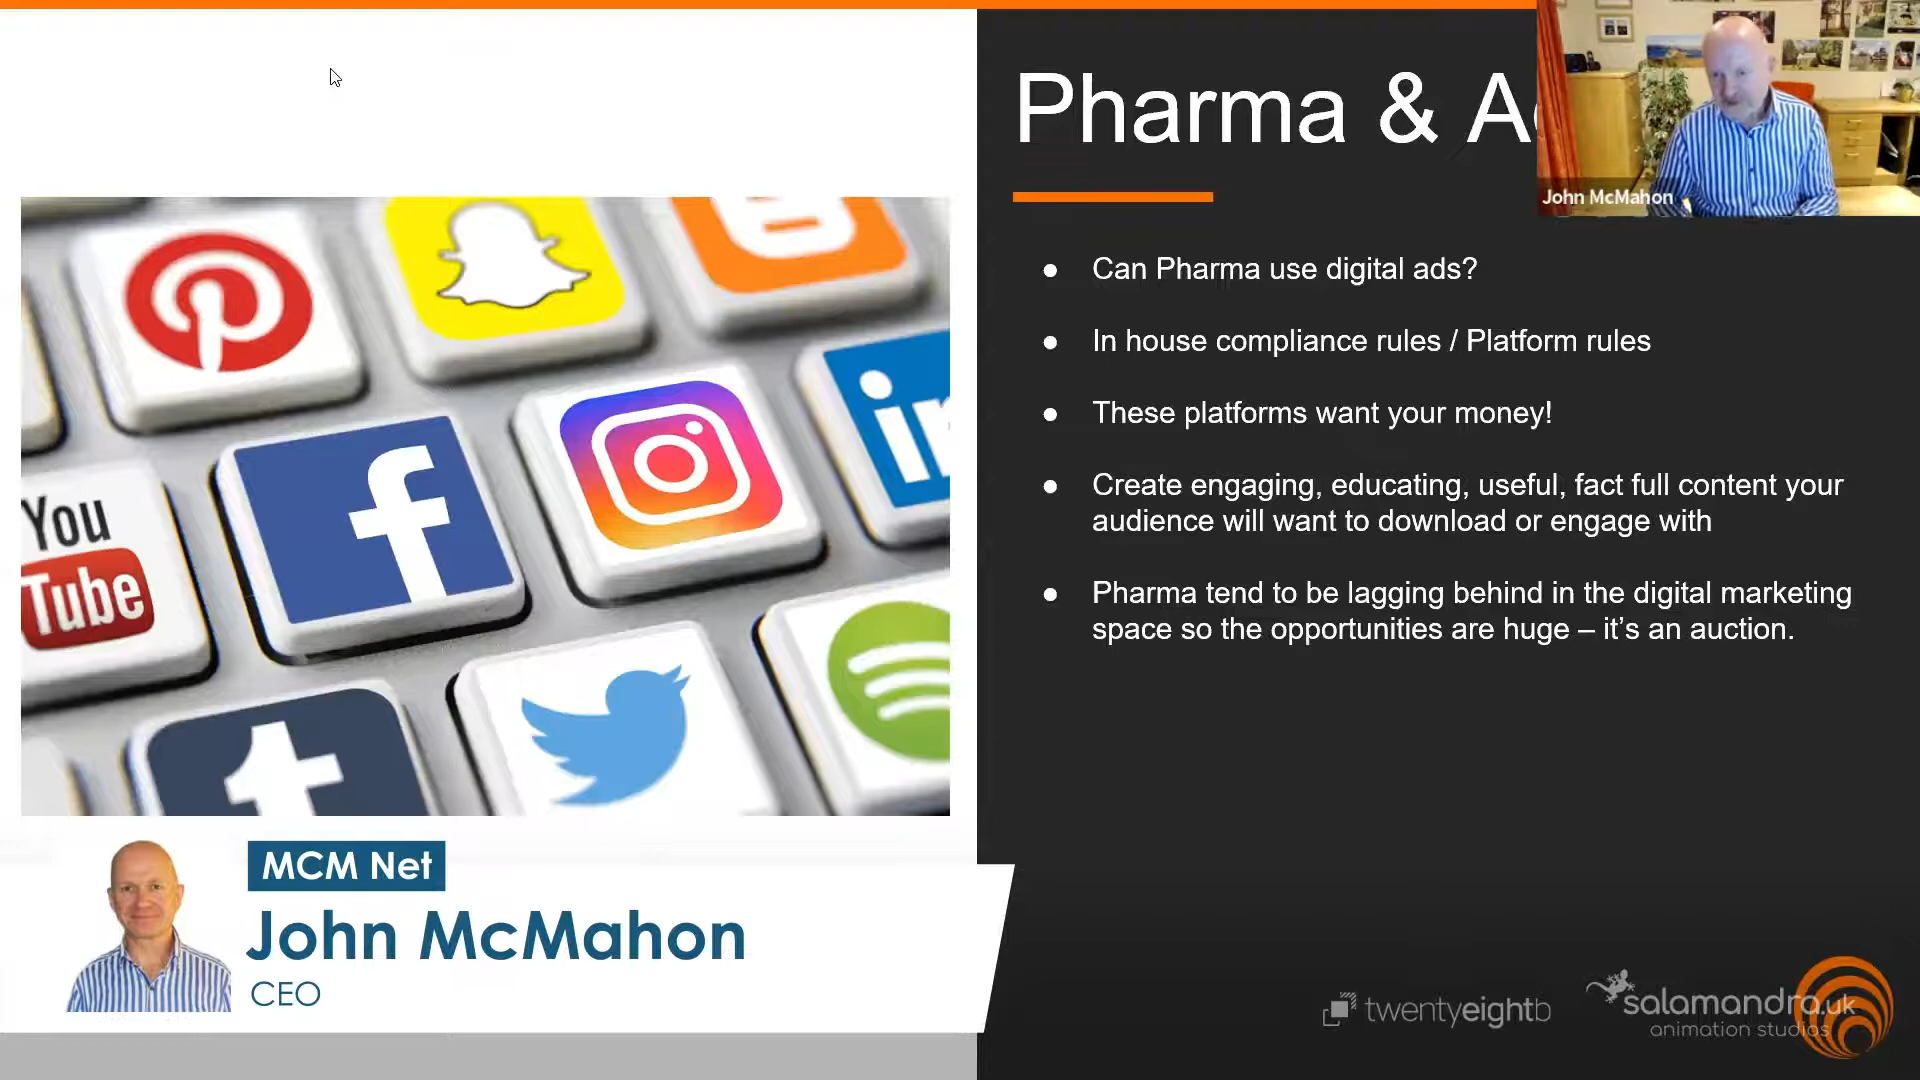 Pharma &
John McMahon
● Can Pharma use digital ads?
● In house compliance rules / Platform rules
● These platforms want your money!
● Create engaging, educating, useful, fact full content your
audience will want to download or engage with
● Pharma tend to be lagging behind in the digital marketing
space so the opportunities are huge – it’s an auction.
You
Tube
f
in
t
MCM Net
John McMahon
CEO
twentyeightb
salamandra.uk
animation studios